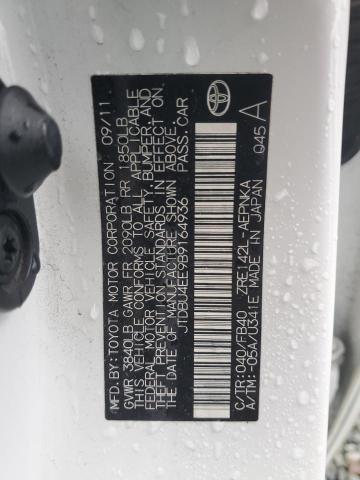 MFD.BY:TOYOTA MOTOR CORPORATION 09/11
GVWR 3840LB GAWR FR 2090LB RR 1850LB
THIS VEHICLE CONFORMS TO ALL APPLICABLE
FEDERAL MOTOR VEHICLE SAFETY, BUMPER, AND
THEFT PREVENTION STANDARDS IN EFFECT ON
THE DATE OF MANUFACTURE SHOWN ABOVE.
JTDBU4EE9B9164936 PASS.CAR
C/TR:040/FB40 ZRE142L-AEPNKA
A/TM:-05A/U341E MADE IN JAPAN
045 A